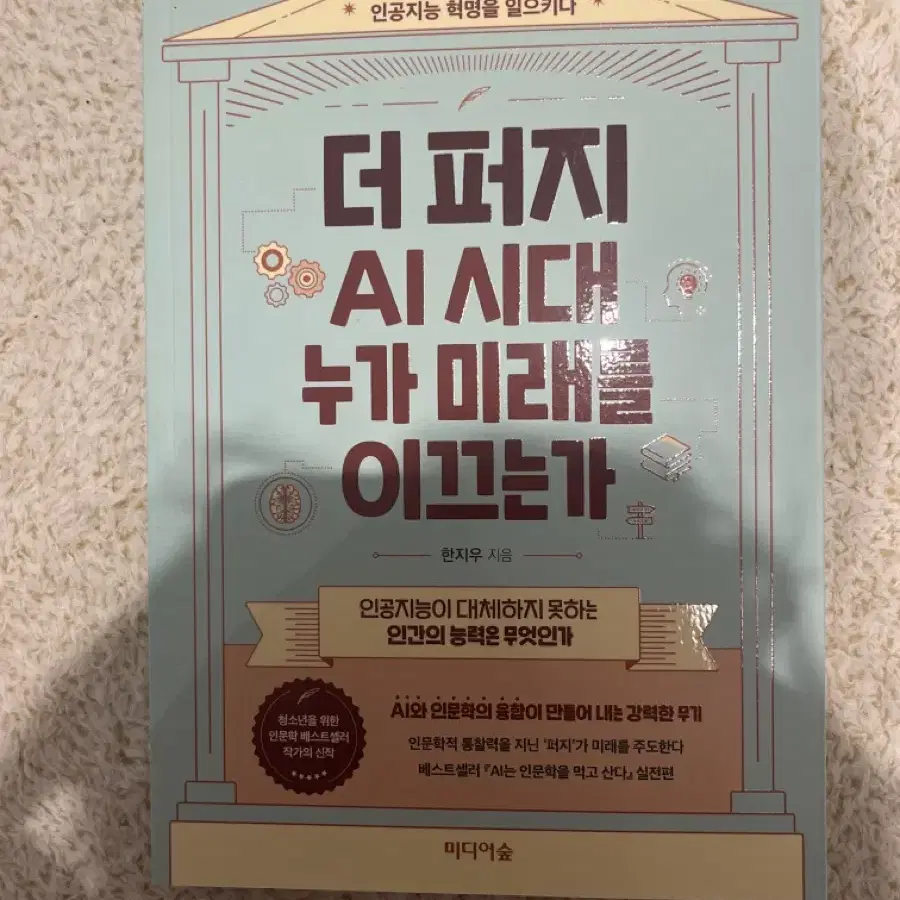 인공지능 혁명을 일으키다
더 퍼지
AI 시대
누가 미래를
이끄는가
한지우 지음
인공지능이 대체하지 못하는
인간의 능력은 무엇인가
청소년을 위한
인문학 베스트셀러
작가의 신작
AI와 인문학의 융합이 만들어 내는 강력한 무기
인문학적 통찰력을 지닌 '퍼지'가 미래를 주도한다
베스트셀러 『AI는 인문학을 먹고 산다』 실전편
미디어숲